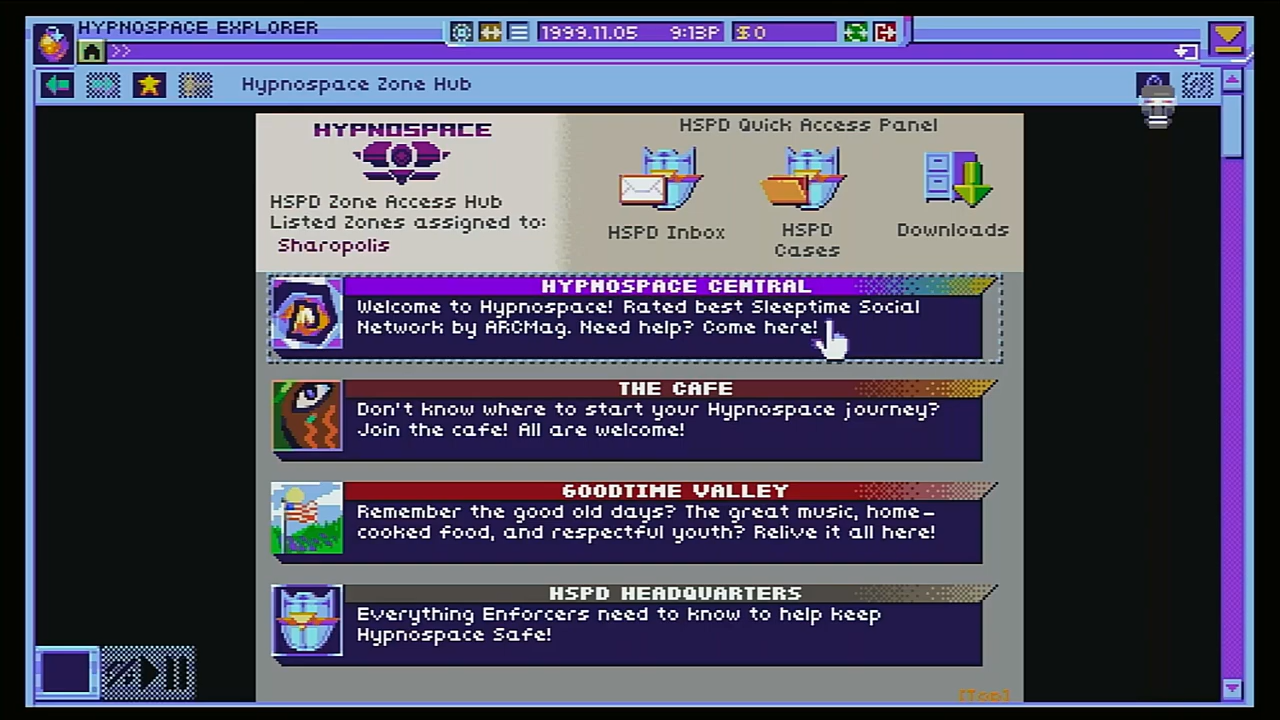 HYPNOSPACE EXPLORER
1999.11.05 9:13P 0
>>
Hypnospace Zone Hub
HYPNOSPACE
HSPD Zone Access Hub
Listed Zones assigned to:
Sharopolis
HSPD Quick Access Panel
HSPD Inbox
HSPD
Cases
Downloads
HYPNOSPACE CENTRAL
Welcome to Hypnospace! Rated best Sleeptime Social
Network by ARCMag. Need help? Come here!
THE CAFE
Don't know where to start your Hypnospace journey?
Join the cafe! All are welcome!
GOODTIME VALLEY
Remember the good old days? The great music, home-
cooked food, and respectful youth? Relive it all here!
HSPD HEADQUARTERS
Everything Enforcers need to know to help keep
Hypnospace Safe!
[Top]